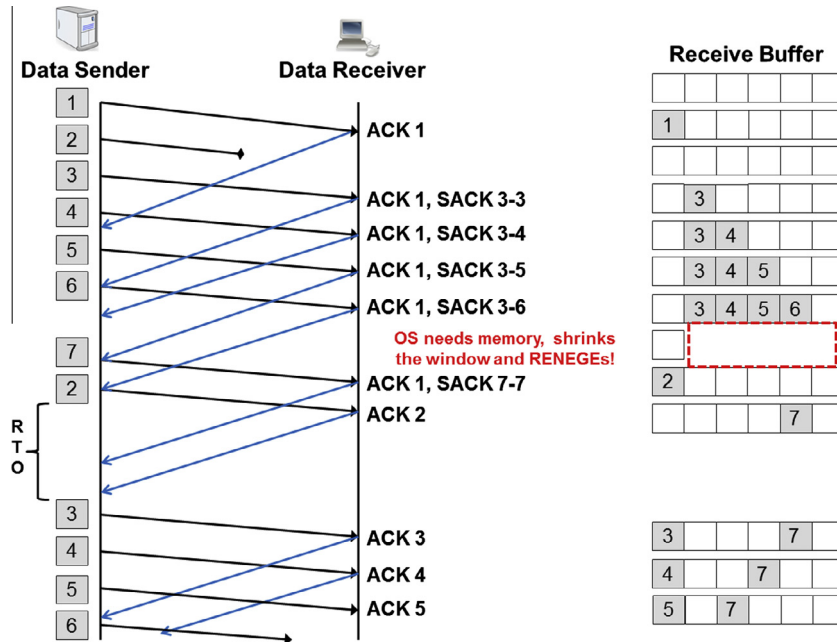 Data Sender
Data Receiver
Receive Buffer
1
ACK 1
1
2
3
ACK 1, SACK 3-3
3
4
ACK 1, SACK 3-4
3 4
5
ACK 1, SACK 3-5
3 4 5
6
ACK 1, SACK 3-6
3 4 5 6
OS needs memory, shrinks
the window and RENEGEs!
7
ACK 1, SACK 7-7
2
2
ACK 2
7
R
T
O
3
ACK 3
3 7
4
ACK 4
4 7
5
ACK 5
5 7
6